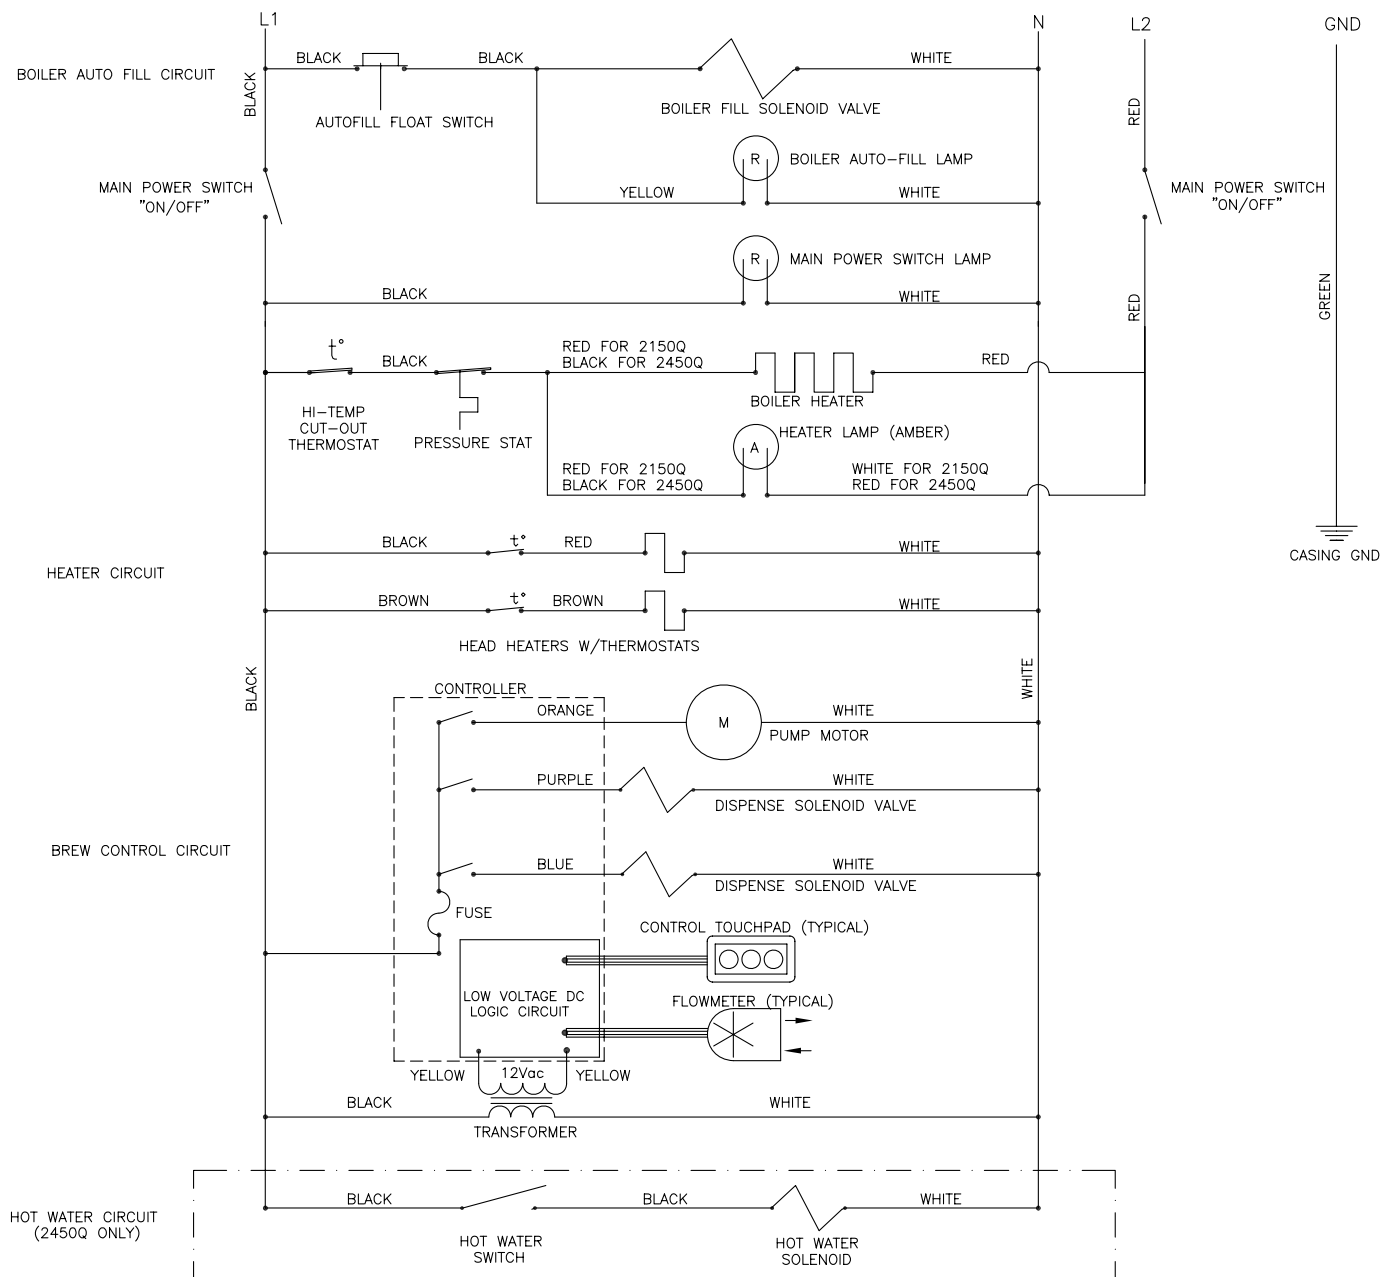 L1
N
L2
GND
BLACK
BLACK
WHITE
BOILER AUTO FILL CIRCUIT
BLACK
RED
AUTOFILL FLOAT SWITCH
BOILER FILL SOLENOID VALVE
R
BOILER AUTO-FILL LAMP
MAIN POWER SWITCH
"ON/OFF"
YELLOW
WHITE
MAIN POWER SWITCH
"ON/OFF"
R
MAIN POWER SWITCH LAMP
BLACK
WHITE
RED
GREEN
t°
BLACK
RED FOR 2150Q
BLACK FOR 2450Q
RED
HI-TEMP
CUT-OUT
THERMOSTAT
PRESSURE STAT
BOILER HEATER
HEATER LAMP (AMBER)
A
RED FOR 2150Q
BLACK FOR 2450Q
WHITE FOR 2150Q
RED FOR 2450Q
BLACK
t°
RED
WHITE
CASING GND
HEATER CIRCUIT
BROWN
t°
BROWN
WHITE
HEAD HEATERS W/THERMOSTATS
BLACK
WHITE
CONTROLLER
ORANGE
M
WHITE
PUMP MOTOR
PURPLE
WHITE
DISPENSE SOLENOID VALVE
BREW CONTROL CIRCUIT
BLUE
WHITE
DISPENSE SOLENOID VALVE
FUSE
CONTROL TOUCHPAD (TYPICAL)
LOW VOLTAGE DC
LOGIC CIRCUIT
FLOWMETER (TYPICAL)
YELLOW
12Vac
YELLOW
BLACK
WHITE
TRANSFORMER
HOT WATER CIRCUIT
(2450Q ONLY)
BLACK
BLACK
WHITE
HOT WATER
SWITCH
HOT WATER
SOLENOID